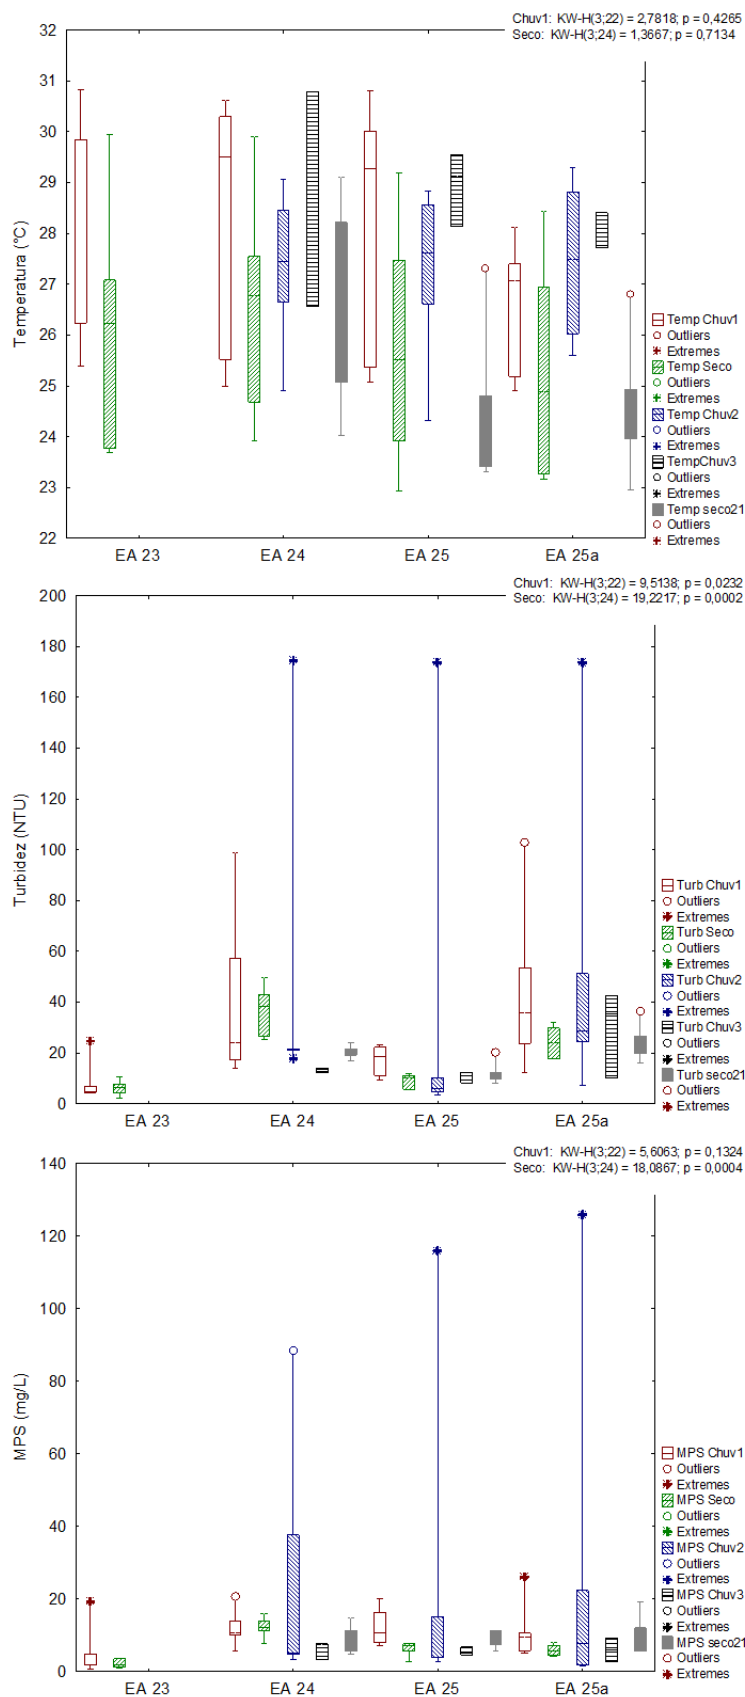 Chuv1: KW-H(3;22) = 2,7818; p = 0,4265
Seco: KW-H(3;24) = 1,3667; p = 0,7134
32
31
30
29
28
27
26
25
24
23
22
Temperatura (°C)
EA 23
EA 24
EA 25
EA 25a
Temp Chuv1
Outliers
Extremes
Temp Seco
Outliers
Extremes
Temp Chuv2
Outliers
Extremes
TempChuv3
Outliers
Extremes
Temp seco21
Outliers
Extremes
Chuv1: KW-H(3;22) = 9,5138; p = 0,0232
Seco: KW-H(3;24) = 19,2217; p = 0,0002
200
180
160
140
120
100
80
60
40
20
0
Turbidez (NTU)
EA 23
EA 24
EA 25
EA 25a
Turb Chuv1
Outliers
Extremes
Turb Seco
Outliers
Extremes
Turb Chuv2
Outliers
Extremes
Turb Chuv3
Outliers
Extremes
Turb seco21
Outliers
Extremes
Chuv1: KW-H(3;22) = 5,6063; p = 0,1324
Seco: KW-H(3;24) = 18,0867; p = 0,0004
140
120
100
80
60
40
20
0
MPS (mg/L)
EA 23
EA 24
EA 25
EA 25a
MPS Chuv1
Outliers
Extremes
MPS Seco
Outliers
Extremes
MPS Chuv2
Outliers
Extremes
MPS Chuv3
Outliers
Extremes
MPS seco21
Outliers
Extremes